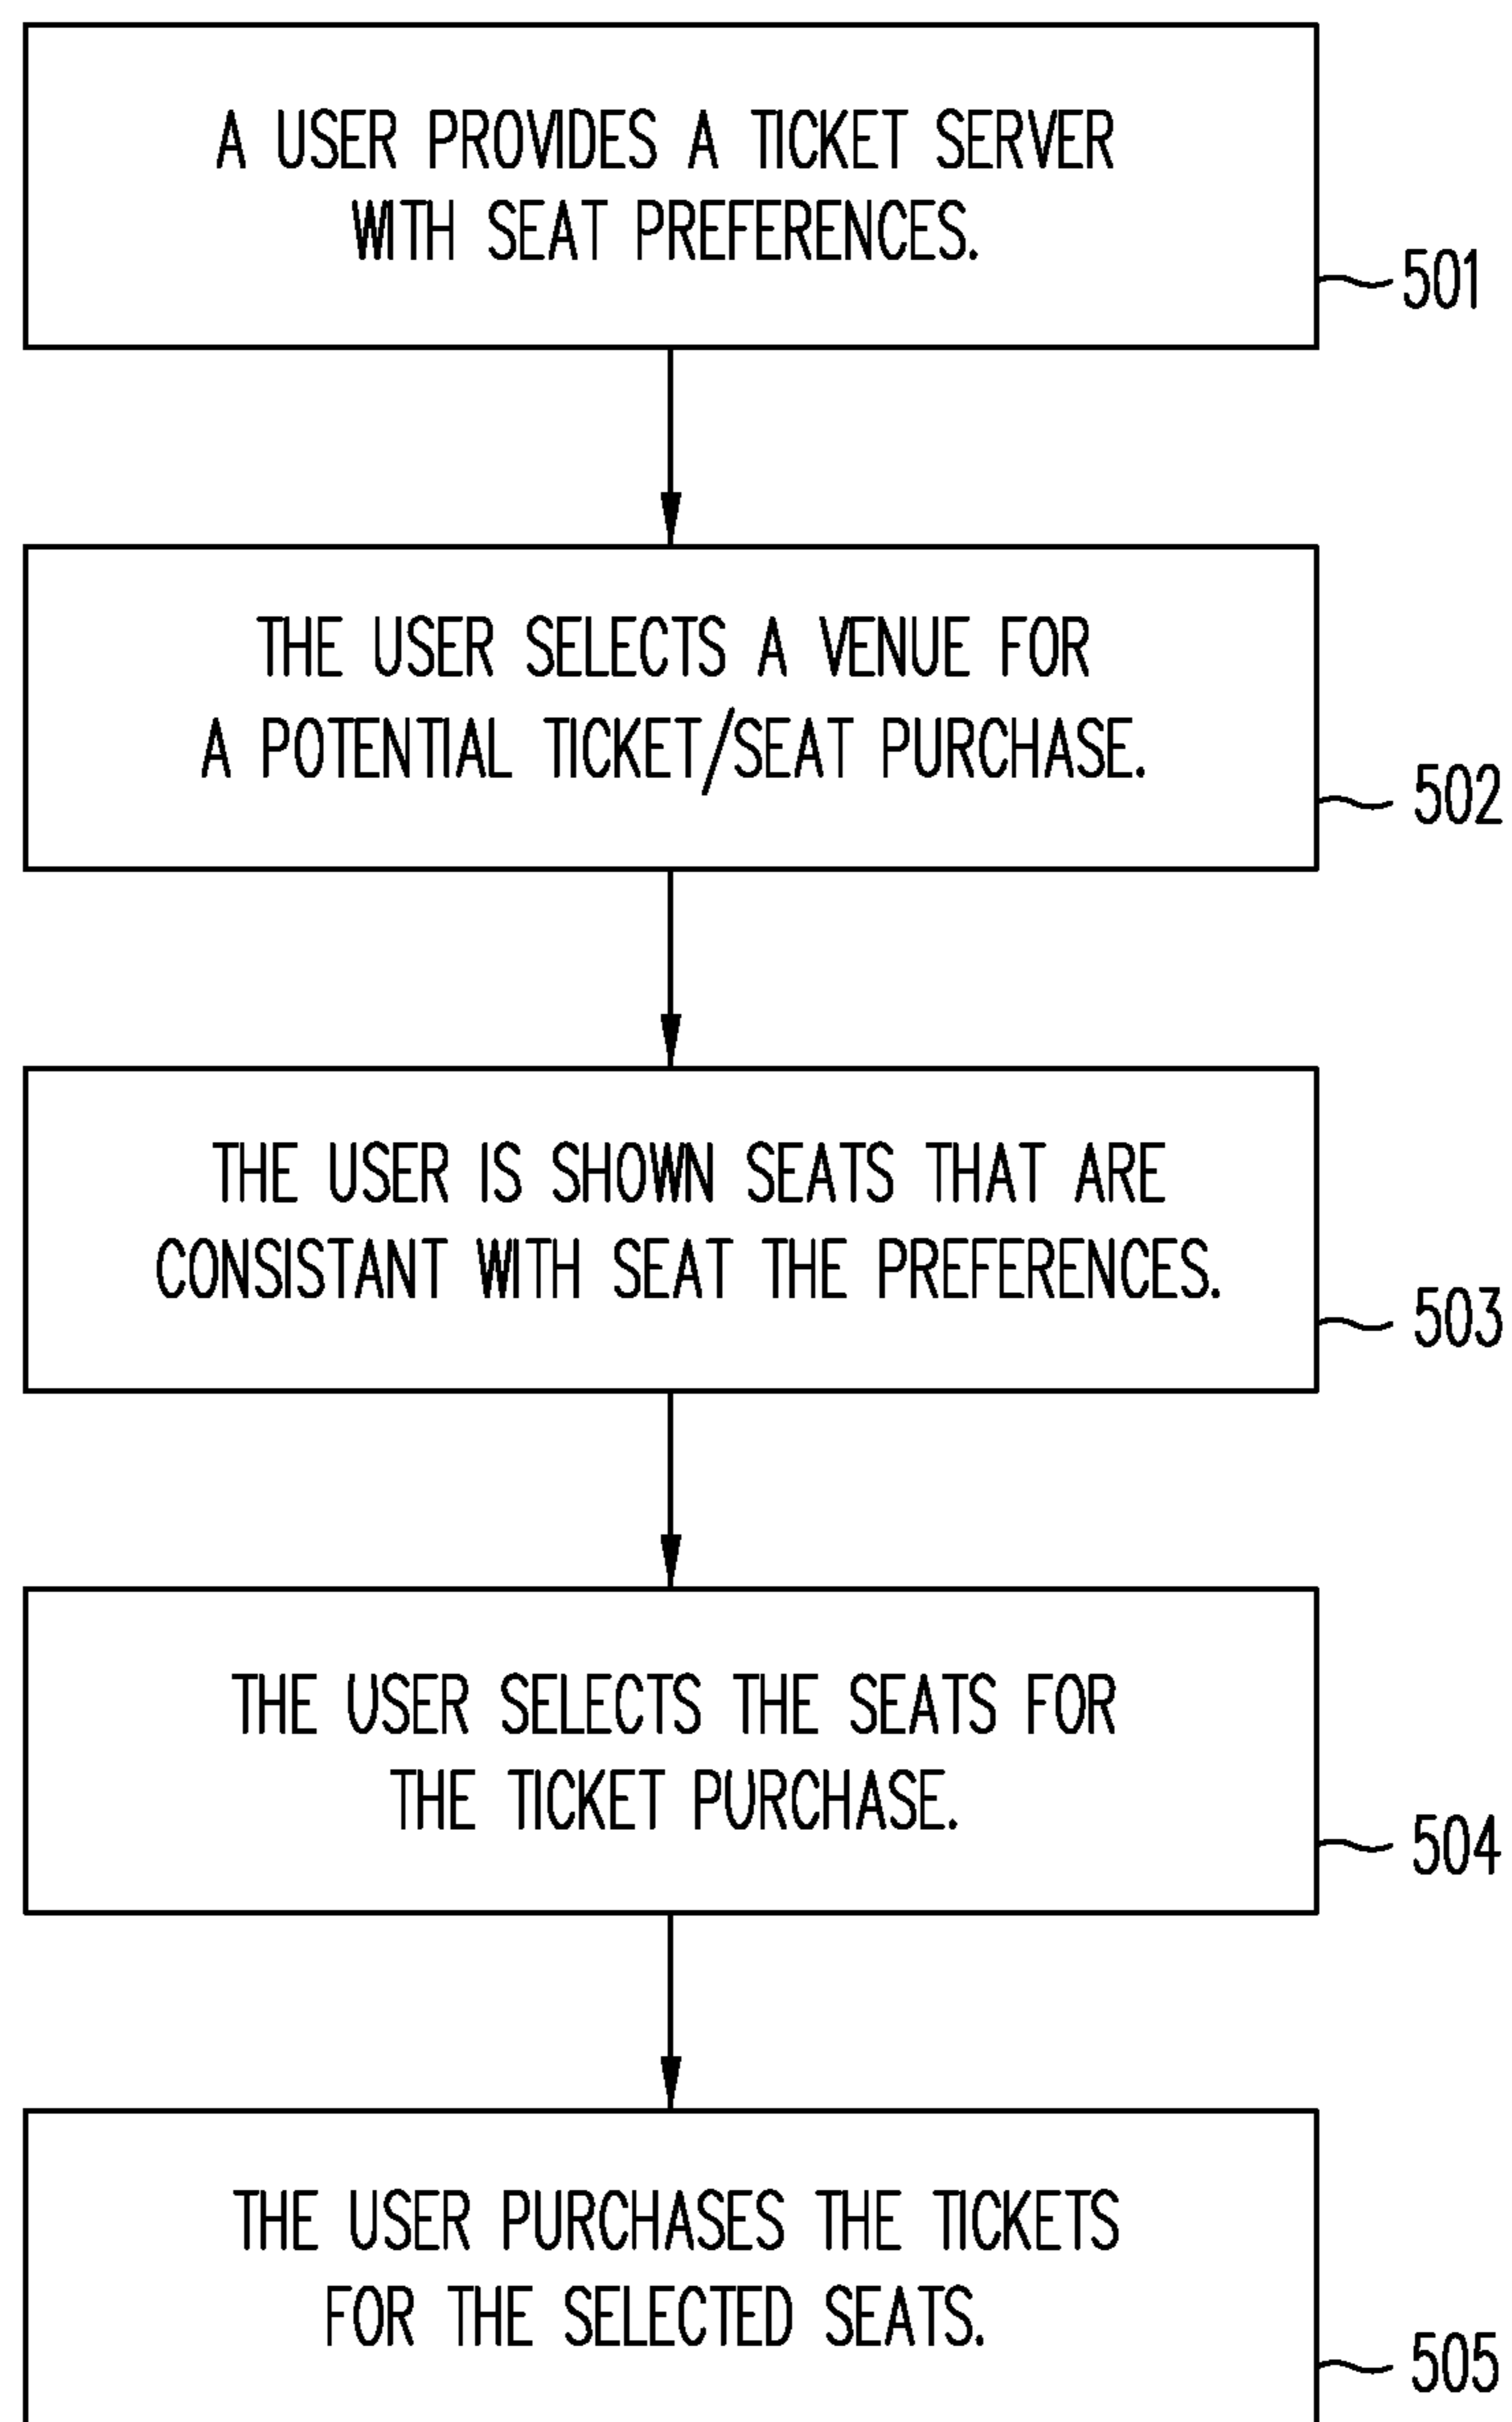 A USER PROVIDES A TICKET SERVER
WITH SEAT PREFERENCES.
501
THE USER SELECTS A VENUE FOR
A POTENTIAL TICKET/SEAT PURCHASE.
502
THE USER IS SHOWN SEATS THAT ARE
CONSISTANT WITH SEAT THE PREFERENCES.
503
THE USER SELECTS THE SEATS FOR
THE TICKET PURCHASE.
504
THE USER PURCHASES THE TICKETS
FOR THE SELECTED SEATS.
505